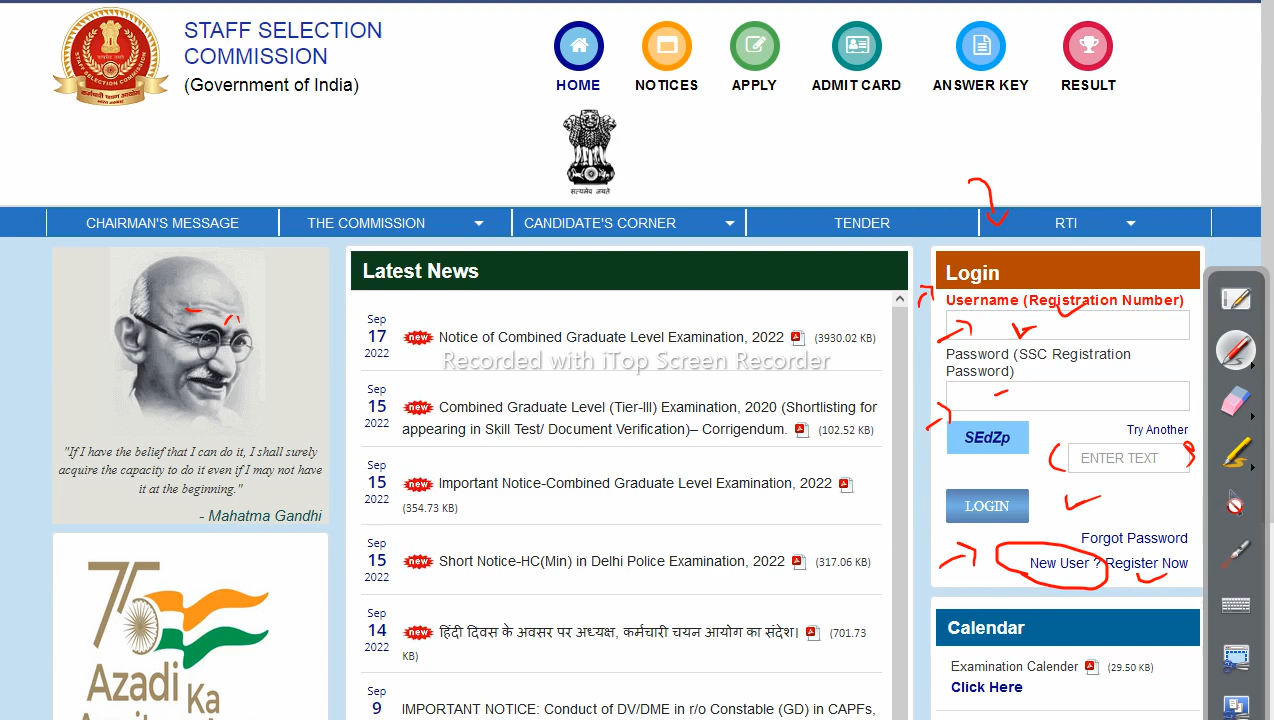 STAFF SELECTION
COMMISSION
(Government of India)
HOME
NOTICES
APPLY
ADMIT CARD
ANSWER KEY
RESULT
सत्यमेव जयते
CHAIRMAN'S MESSAGE
THE COMMISSION
CANDIDATE'S CORNER
TENDER
RTI
"If I have the belief that I can do it, I shall surely
acquire the capacity to do it even if I may not have
it at the beginning."
- Mahatma Gandhi
75
Azadi
Ka
Latest News
Sep
17
2022
new Notice of Combined Graduate Level Examination, 2022 (3930.02 KB)
Recorded with iTop Screen Recorder
Sep
15
2022
new Combined Graduate Level (Tier-III) Examination, 2020 (Shortlisting for
appearing in Skill Test/ Document Verification)– Corrigendum. (102.52 KB)
Sep
15
2022
new Important Notice-Combined Graduate Level Examination, 2022
(354.73 KB)
Sep
15
2022
new Short Notice-HC(Min) in Delhi Police Examination, 2022 (317.06 KB)
Sep
14
2022
new हिंदी दिवस के अवसर पर अध्यक्ष, कर्मचारी चयन आयोग का संदेश। (701.73
KB)
Sep
9
IMPORTANT NOTICE: Conduct of DV/DME in r/o Constable (GD) in CAPFs,
Login
Username (Registration Number)
Password (SSC Registration
Password)
SEdZp
Try Another
ENTER TEXT
LOGIN
Forgot Password
New User ? Register Now
Calendar
Examination Calender (29.50 KB)
Click Here